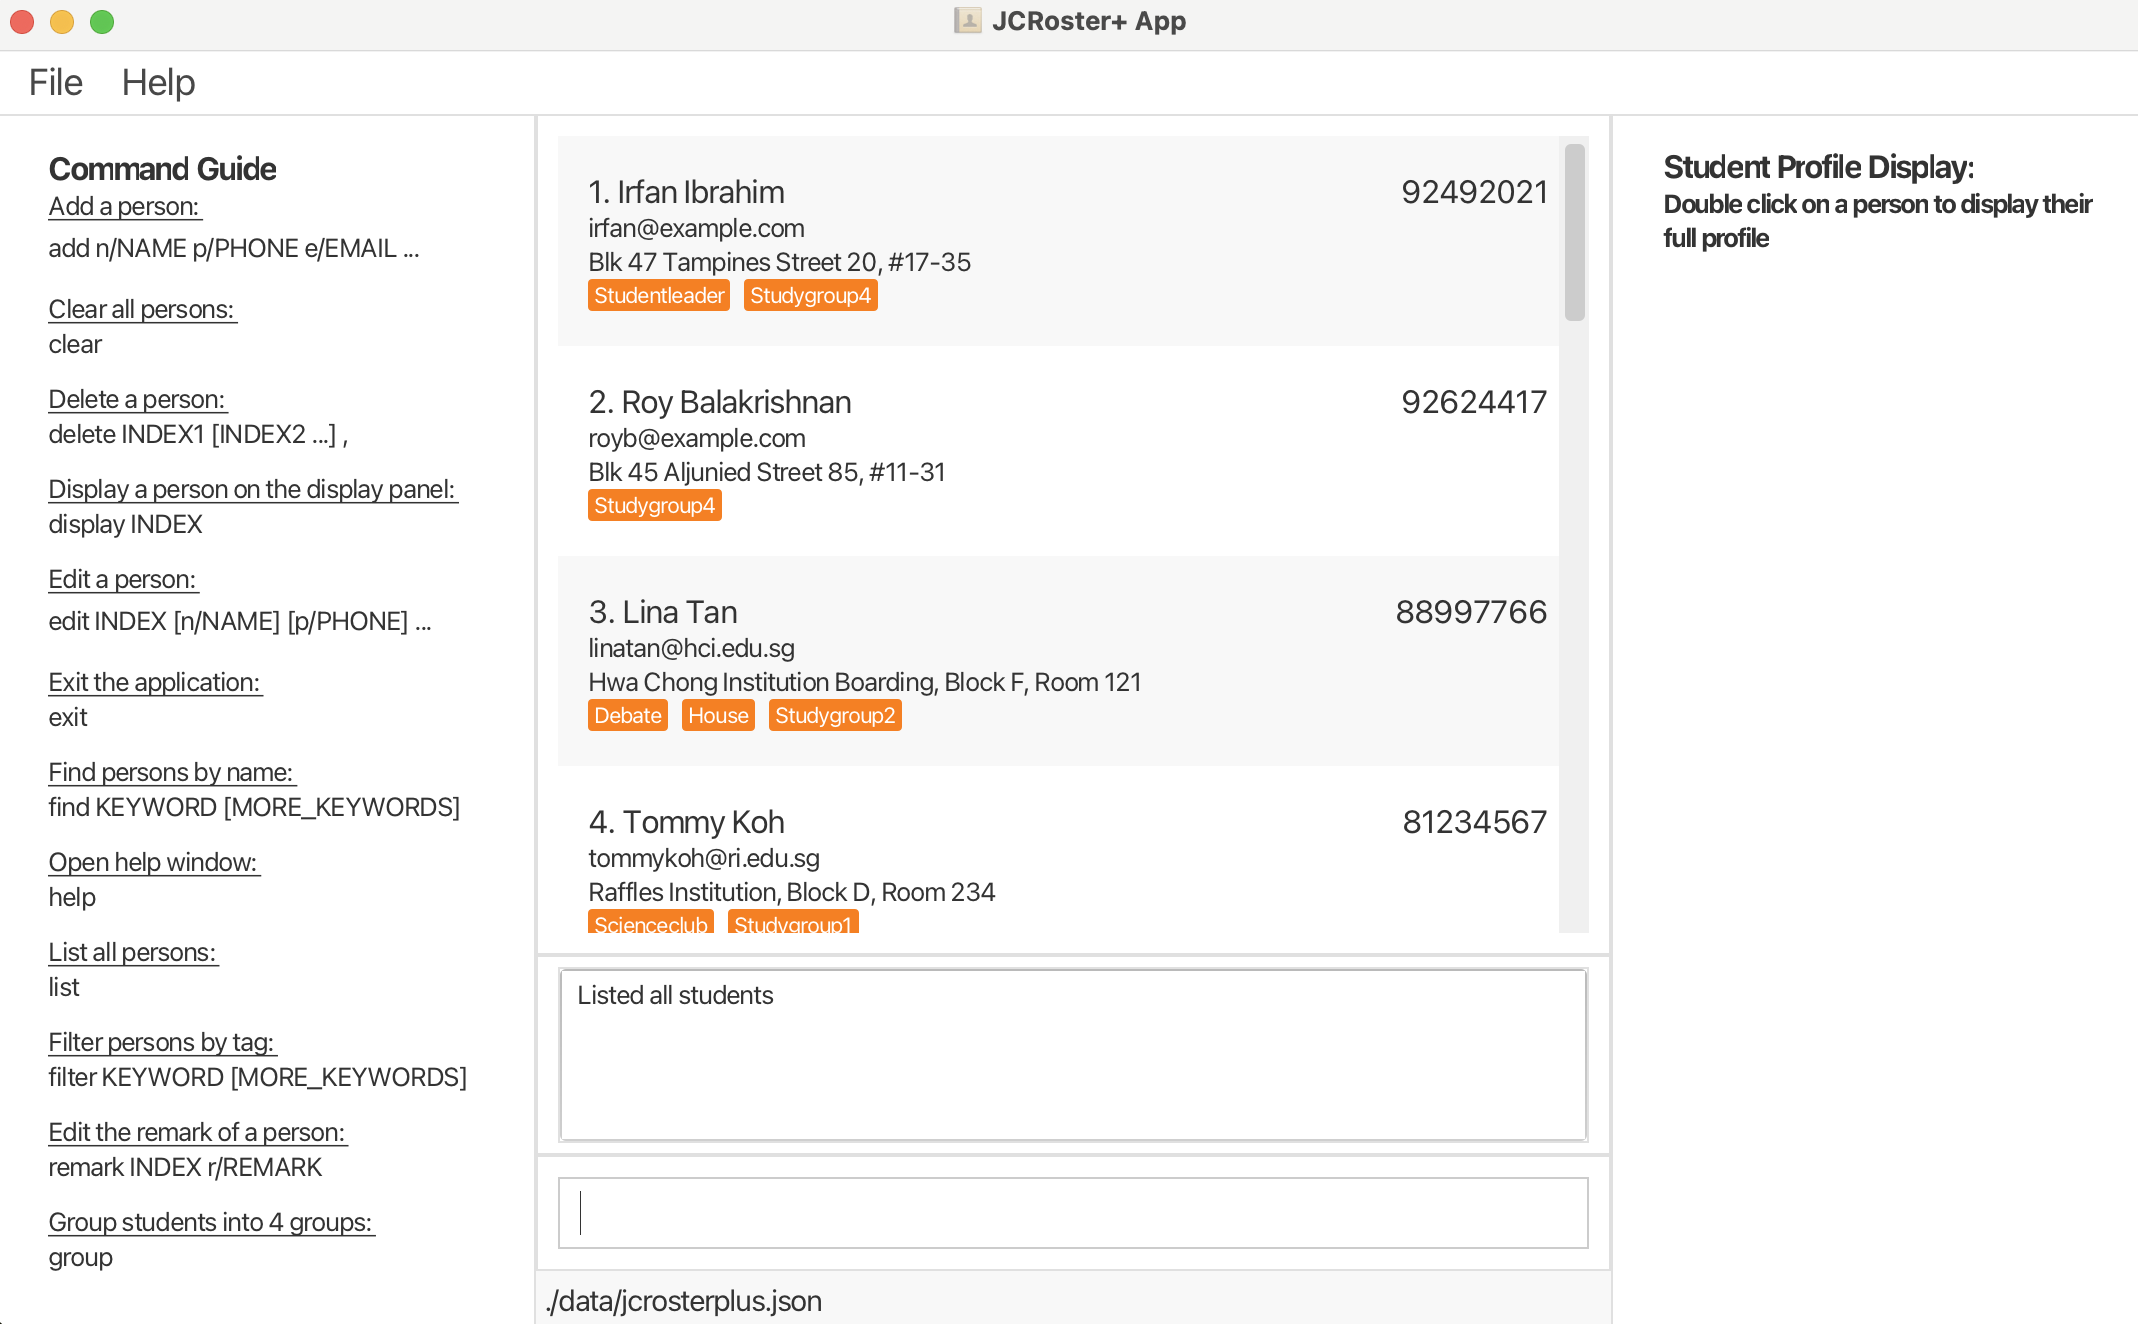 JCRoster+ App
File Help
Command Guide
Add a person:
add n/NAME p/PHONE e/EMAIL ...
Clear all persons:
clear
Delete a person:
delete INDEX1 [INDEX2 ...] ,
Display a person on the display panel:
display INDEX
Edit a person:
edit INDEX [n/NAME] [p/PHONE] ...
Exit the application:
exit
Find persons by name:
find KEYWORD [MORE_KEYWORDS]
Open help window:
help
List all persons:
list
Filter persons by tag:
filter KEYWORD [MORE_KEYWORDS]
Edit the remark of a person:
remark INDEX r/REMARK
Group students into 4 groups:
group
1. Irfan Ibrahim 92492021
irfan@example.com
Blk 47 Tampines Street 20, #17-35
Studentleader Studygroup4
2. Roy Balakrishnan 92624417
royb@example.com
Blk 45 Aljunied Street 85, #11-31
Studygroup4
3. Lina Tan 88997766
linatan@hci.edu.sg
Hwa Chong Institution Boarding, Block F, Room 121
Debate House Studygroup2
4. Tommy Koh 81234567
tommykoh@ri.edu.sg
Raffles Institution, Block D, Room 234
Scienceclub Studygroup1
Listed all students
./data/jcrosterplus.json
Student Profile Display:
Double click on a person to display their
full profile